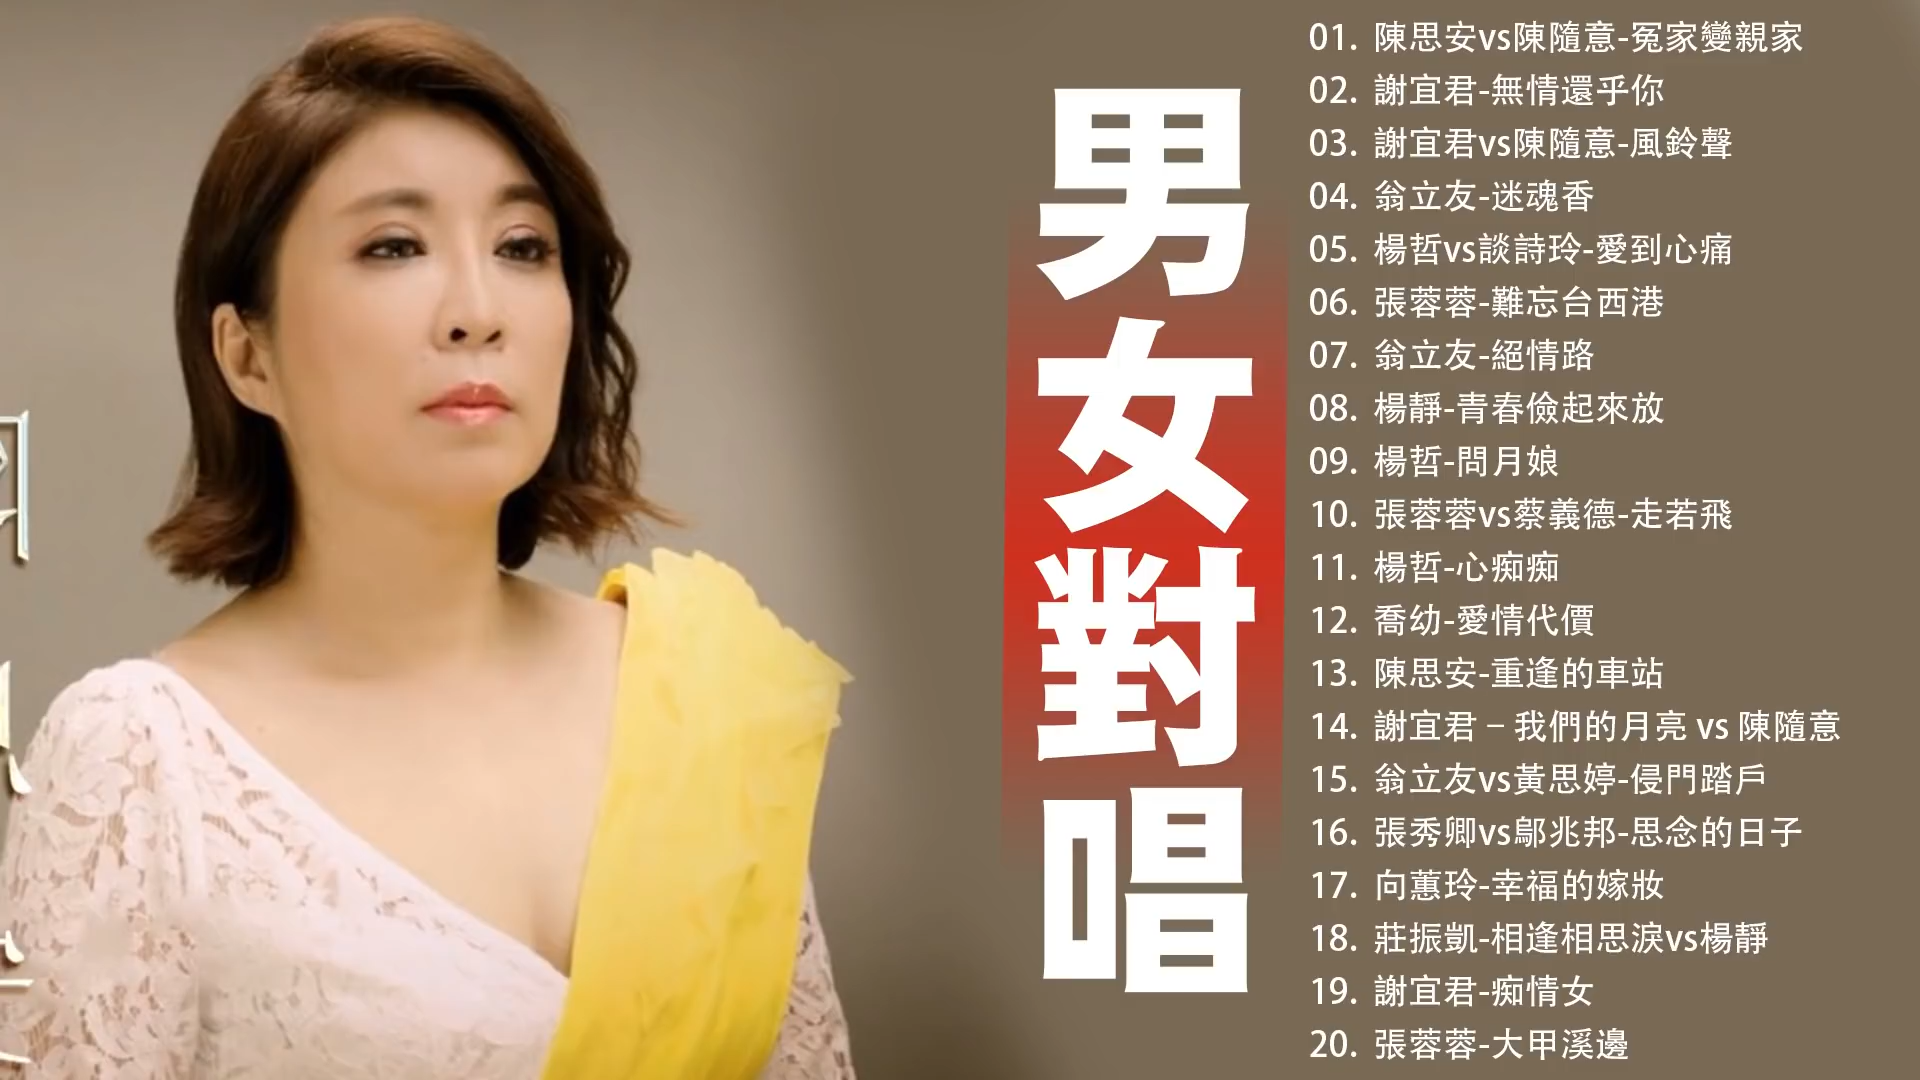 男女對唱
01. 陳思安vs陳隨意-冤家變親家
02. 謝宜君-無情還乎你
03. 謝宜君vs陳隨意-風鈴聲
04. 翁立友-迷魂香
05. 楊哲vs談詩玲-愛到心痛
06. 張蓉蓉-難忘台西港
07. 翁立友-絕情路
08. 楊靜-青春儉起來放
09. 楊哲-問月娘
10. 張蓉蓉vs蔡義德-走若飛
11. 楊哲-心痴痴
12. 喬幼-愛情代價
13. 陳思安-重逢的車站
14. 謝宜君－我們的月亮 vs 陳隨意
15. 翁立友vs黃思婷-侵門踏戶
16. 張秀卿vs鄔兆邦-思念的日子
17. 向蕙玲-幸福的嫁妝
18. 莊振凱-相逢相思淚vs楊靜
19. 謝宜君-痴情女
20. 張蓉蓉-大甲溪邊